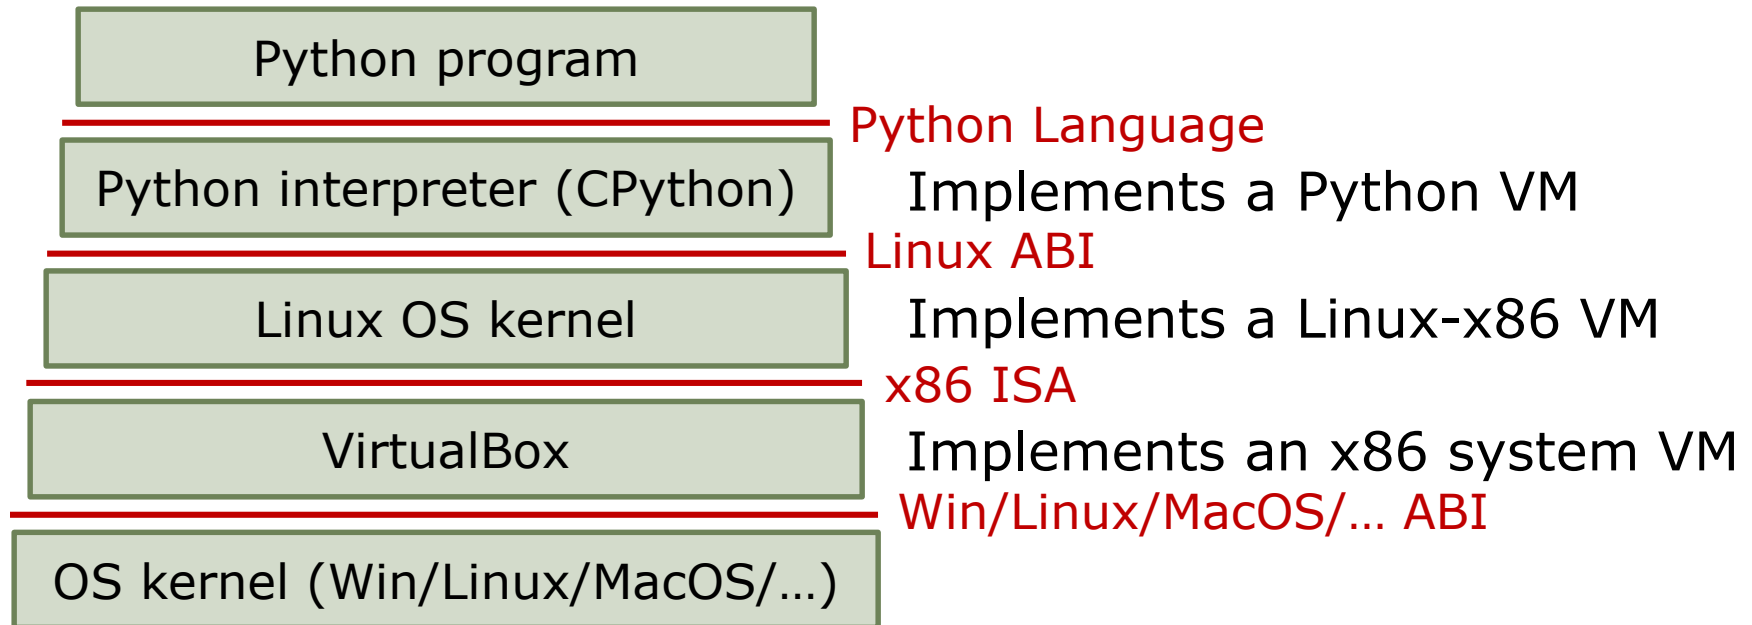 Python program
Python Language
Python interpreter (CPython)
Implements a Python VM
Linux ABI
Linux OS kernel
Implements a Linux-x86 VM
x86 ISA
VirtualBox
Implements an x86 system VM
Win/Linux/MacOS/… ABI
OS kernel (Win/Linux/MacOS/…)